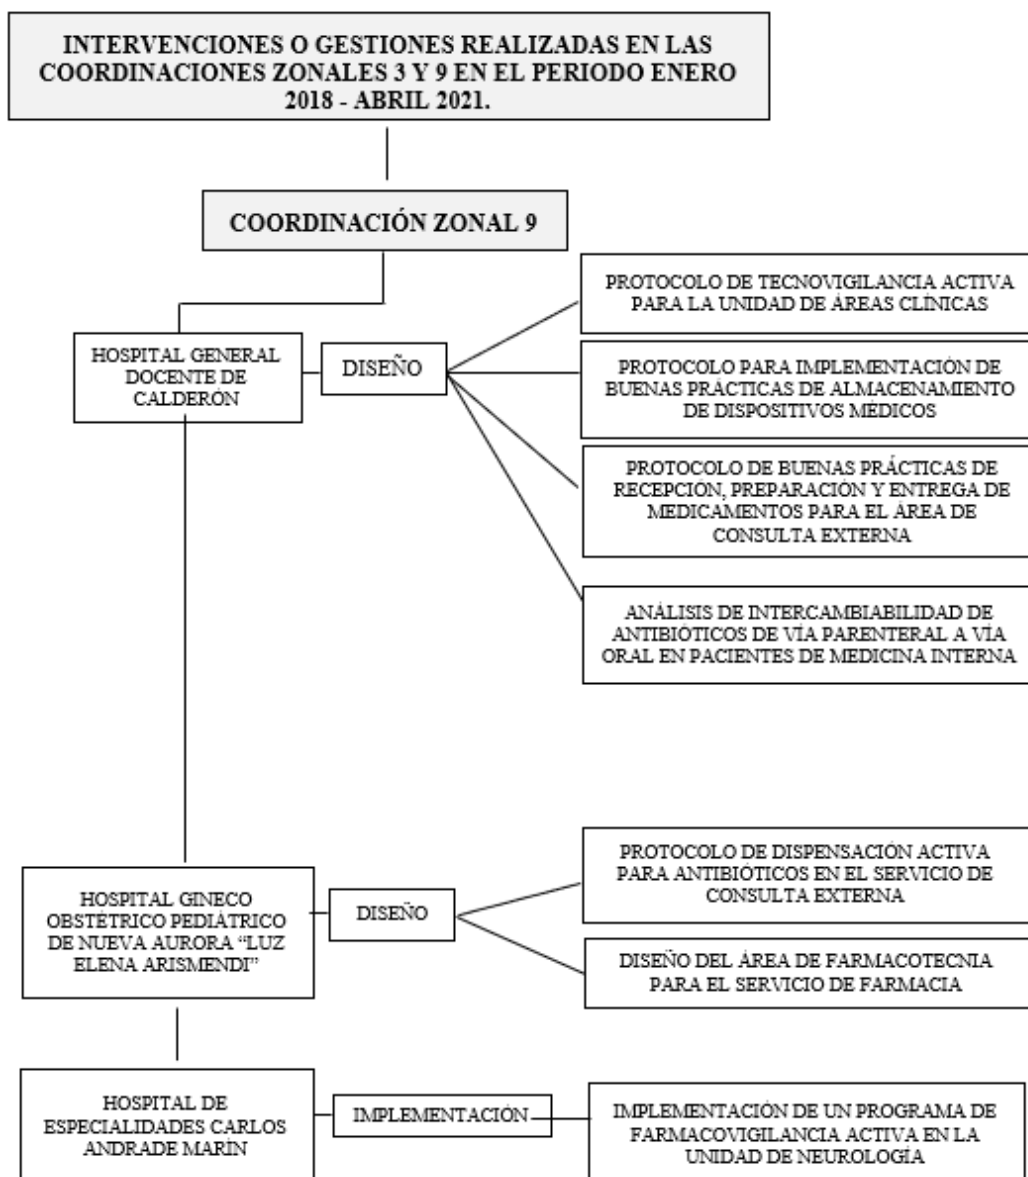 INTERVENCIONES O GESTIONES REALIZADAS EN LAS
COORDINACIONES ZONALES 3 Y 9 EN EL PERIODO ENERO
2018 - ABRIL 2021.
COORDINACIÓN ZONAL 9
HOSPITAL GENERAL
DOCENTE DE
CALDERÓN
DISEÑO
PROTOCOLO DE TECNOVIGILANCIA ACTIVA
PARA LA UNIDAD DE ÁREAS CLÍNICAS
PROTOCOLO PARA IMPLEMENTACIÓN DE
BUENAS PRÁCTICAS DE ALMACENAMIENTO
DE DISPOSITIVOS MÉDICOS
PROTOCOLO DE BUENAS PRÁCTICAS DE
RECEPCIÓN, PREPARACIÓN Y ENTREGA DE
MEDICAMENTOS PARA EL ÁREA DE
CONSULTA EXTERNA
ANÁLISIS DE INTERCAMBIABILIDAD DE
ANTIBIÓTICOS DE VÍA PARENTERAL A VÍA
ORAL EN PACIENTES DE MEDICINA INTERNA
HOSPITAL GINECO
OBSTÉTRICO PEDIÁTRICO
DE NUEVA AURORA “LUZ
ELENA ARISMENDI”
DISEÑO
PROTOCOLO DE DISPENSACIÓN ACTIVA
PARA ANTIBIÓTICOS EN EL SERVICIO DE
CONSULTA EXTERNA
DISEÑO DEL ÁREA DE FARMACOTECNIA
PARA EL SERVICIO DE FARMACIA
HOSPITAL DE
ESPECIALIDADES CARLOS
ANDRADE MARÍN
IMPLEMENTACIÓN
IMPLEMENTACIÓN DE UN PROGRAMA DE
FARMACOVIGILANCIA ACTIVA EN LA
UNIDAD DE NEUROLOGÍA